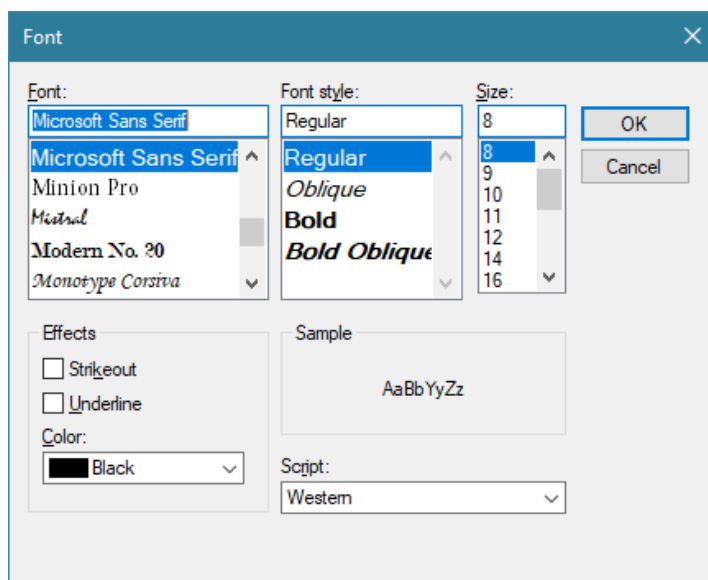 Font
Font:
Microsoft Sans Serif
Microsoft Sans Serif
Minion Pro
Mistral
Modern No. 20
Monotype Corsiva
Font style:
Regular
Regular
Oblique
Bold
Bold Oblique
Size:
8
8
9
10
11
12
14
16
OK
Cancel
Effects
Strikeout
Underline
Color:
Black
Sample
AaBbYyZz
Script:
Western